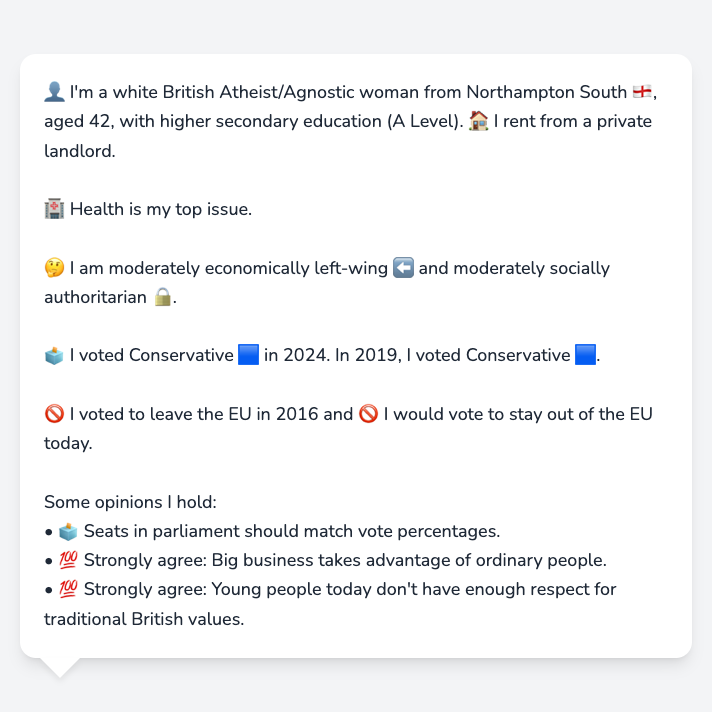 👤 I'm a white British Atheist/Agnostic woman from Northampton South 🏴󠁧󠁢󠁥󠁮󠁧󠁿,
aged 42, with higher secondary education (A Level). 🏠 I rent from a private
landlord.
🏥 Health is my top issue.
🤔 I am moderately economically left-wing ⬅️ and moderately socially
authoritarian 🔒.
🗳️ I voted Conservative 🟦 in 2024. In 2019, I voted Conservative 🟦.
🚫 I voted to leave the EU in 2016 and 🚫 I would vote to stay out of the EU
today.
Some opinions I hold:
• 🗳️ Seats in parliament should match vote percentages.
• 💯 Strongly agree: Big business takes advantage of ordinary people.
• 💯 Strongly agree: Young people today don't have enough respect for
traditional British values.